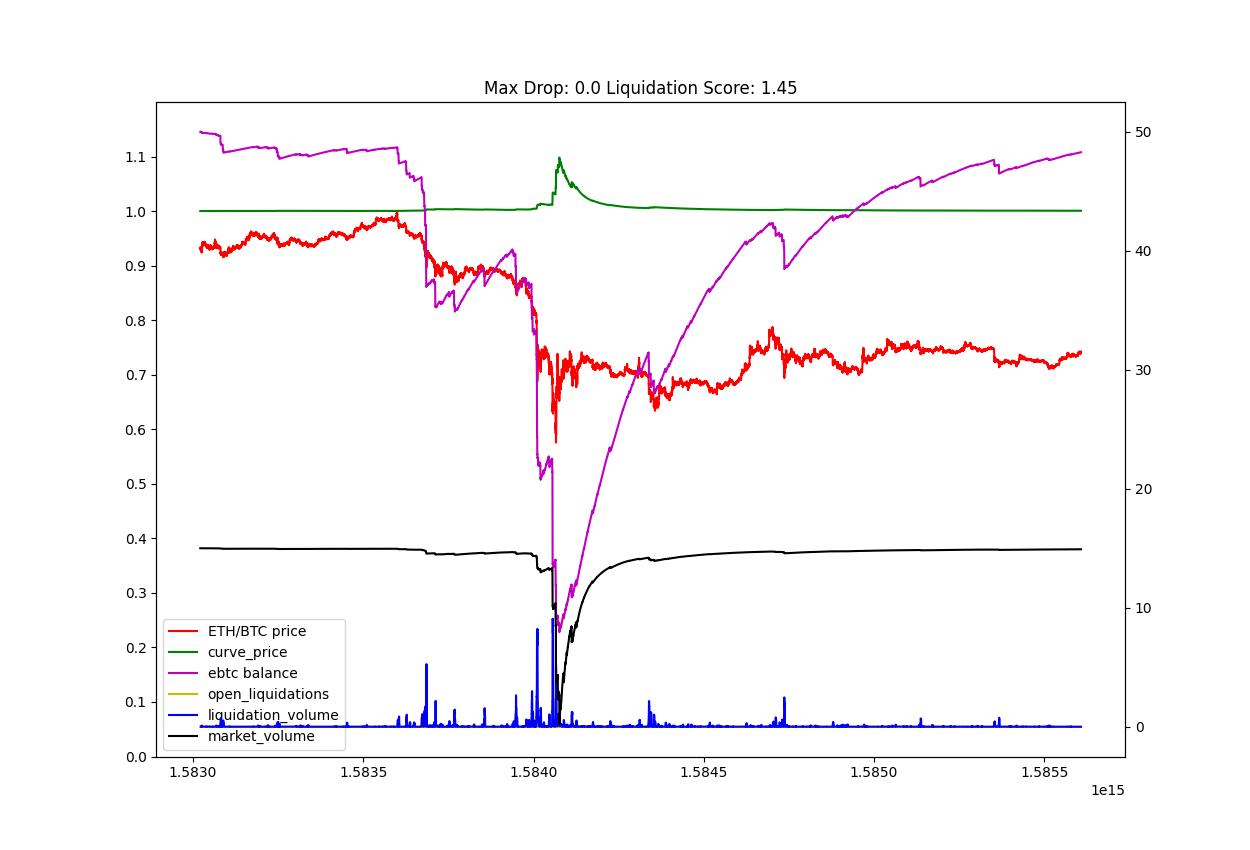 Max Drop: 0.0 Liquidation Score: 1.45
1.1
1.0
0.9
0.8
0.7
0.6
0.5
0.4
0.3
0.2
0.1
0.0
50
40
30
20
10
0
ETH/BTC price
curve_price
ebtc balance
open_liquidations
liquidation_volume
market_volume
1.5830 1.5835 1.5840 1.5845 1.5850 1.5855
1e15